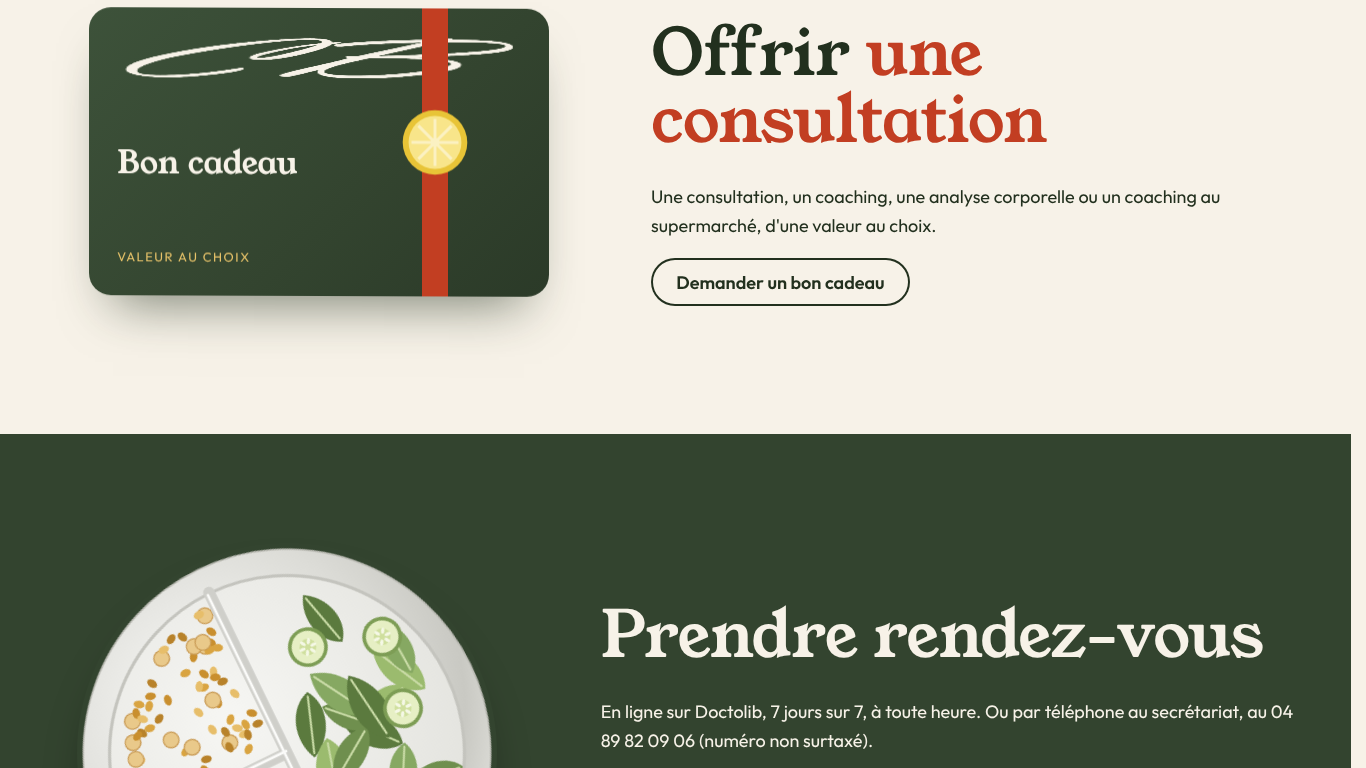 CB
Bon cadeau
VALEUR AU CHOIX
Offrir une
consultation
Une consultation, un coaching, une analyse corporelle ou un coaching au
supermarché, d'une valeur au choix.
Demander un bon cadeau
Prendre rendez-vous
En ligne sur Doctolib, 7 jours sur 7, à toute heure. Ou par téléphone au secrétariat, au 04
89 82 09 06 (numéro non surtaxé).